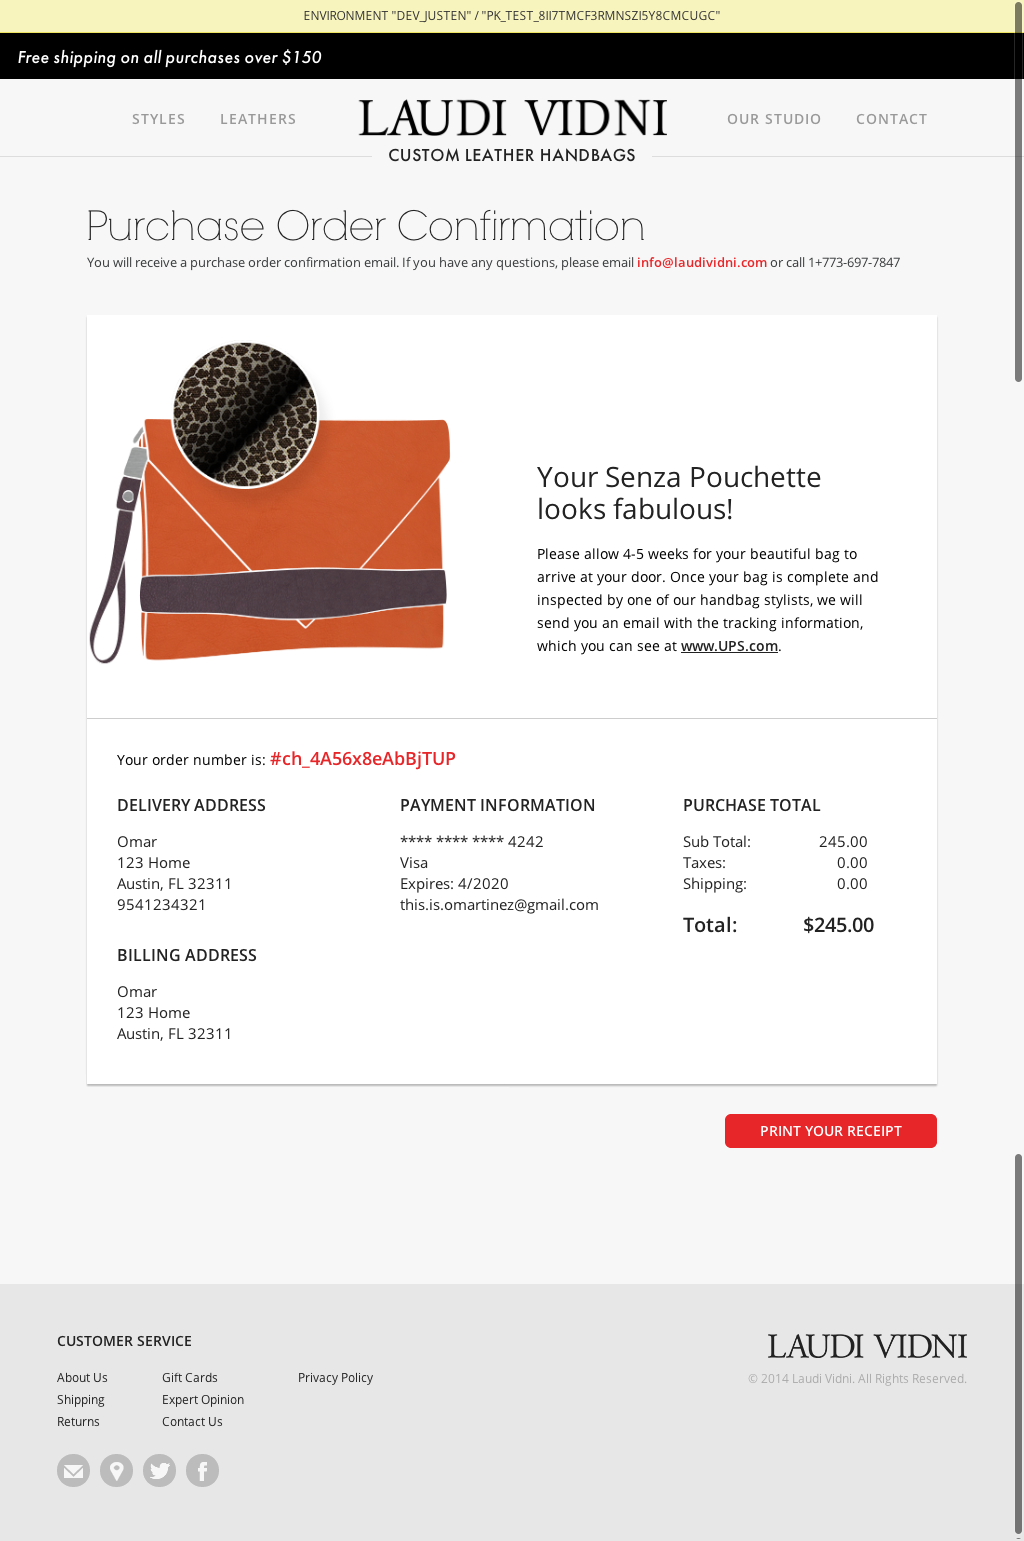 ENVIRONMENT "DEV_JUSTEN" / "PK_TEST_8II7TMCF3RMNSZI5Y8CMCUGC"
Free shipping on all purchases over $150
STYLES LEATHERS LAUDI VIDNI OUR STUDIO CONTACT
CUSTOM LEATHER HANDBAGS
Purchase Order Confirmation
You will receive a purchase order confirmation email. If you have any questions, please email info@laudividni.com or call 1+773-697-7847
Your Senza Pouchette
looks fabulous!
Please allow 4-5 weeks for your beautiful bag to
arrive at your door. Once your bag is complete and
inspected by one of our handbag stylists, we will
send you an email with the tracking information,
which you can see at www.UPS.com.
Your order number is: #ch_4A56x8eAbBjTUP
DELIVERY ADDRESS
Omar
123 Home
Austin, FL 32311
9541234321
BILLING ADDRESS
Omar
123 Home
Austin, FL 32311
PAYMENT INFORMATION
**** **** **** 4242
Visa
Expires: 4/2020
this.is.omartinez@gmail.com
PURCHASE TOTAL
Sub Total: 245.00
Taxes: 0.00
Shipping: 0.00
Total: $245.00
PRINT YOUR RECEIPT
CUSTOMER SERVICE
About Us Gift Cards Privacy Policy
Shipping Expert Opinion
Returns Contact Us
LAUDI VIDNI
© 2014 Laudi Vidni. All Rights Reserved.